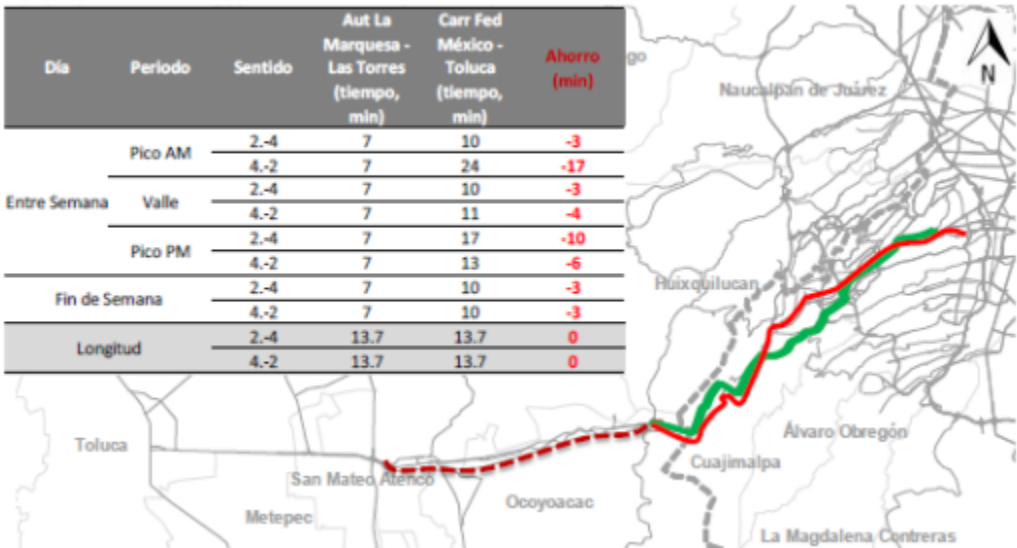 Día Periodo Sentido Aut La Marquesa - Las Torres (tiempo, min) Carr Fed México - Toluca (tiempo, min) Ahorro (min)
Entre Semana Pico AM 2.-4 7 10 -3
4.-2 7 24 -17
Valle 2.-4 7 10 -3
4.-2 7 11 -4
Pico PM 2.-4 7 17 -10
4.-2 7 13 -6
Fin de Semana 2.-4 7 10 -3
4.-2 7 10 -3
Longitud 2.-4 13.7 13.7 0
4.-2 13.7 13.7 0
go
N
Naucalpan de Juárez
Huixquilucan
Álvaro Obregón
Toluca
Cuajimalpa
San Mateo Atenco
Ocoyoacac
Metepec
La Magdalena Contreras